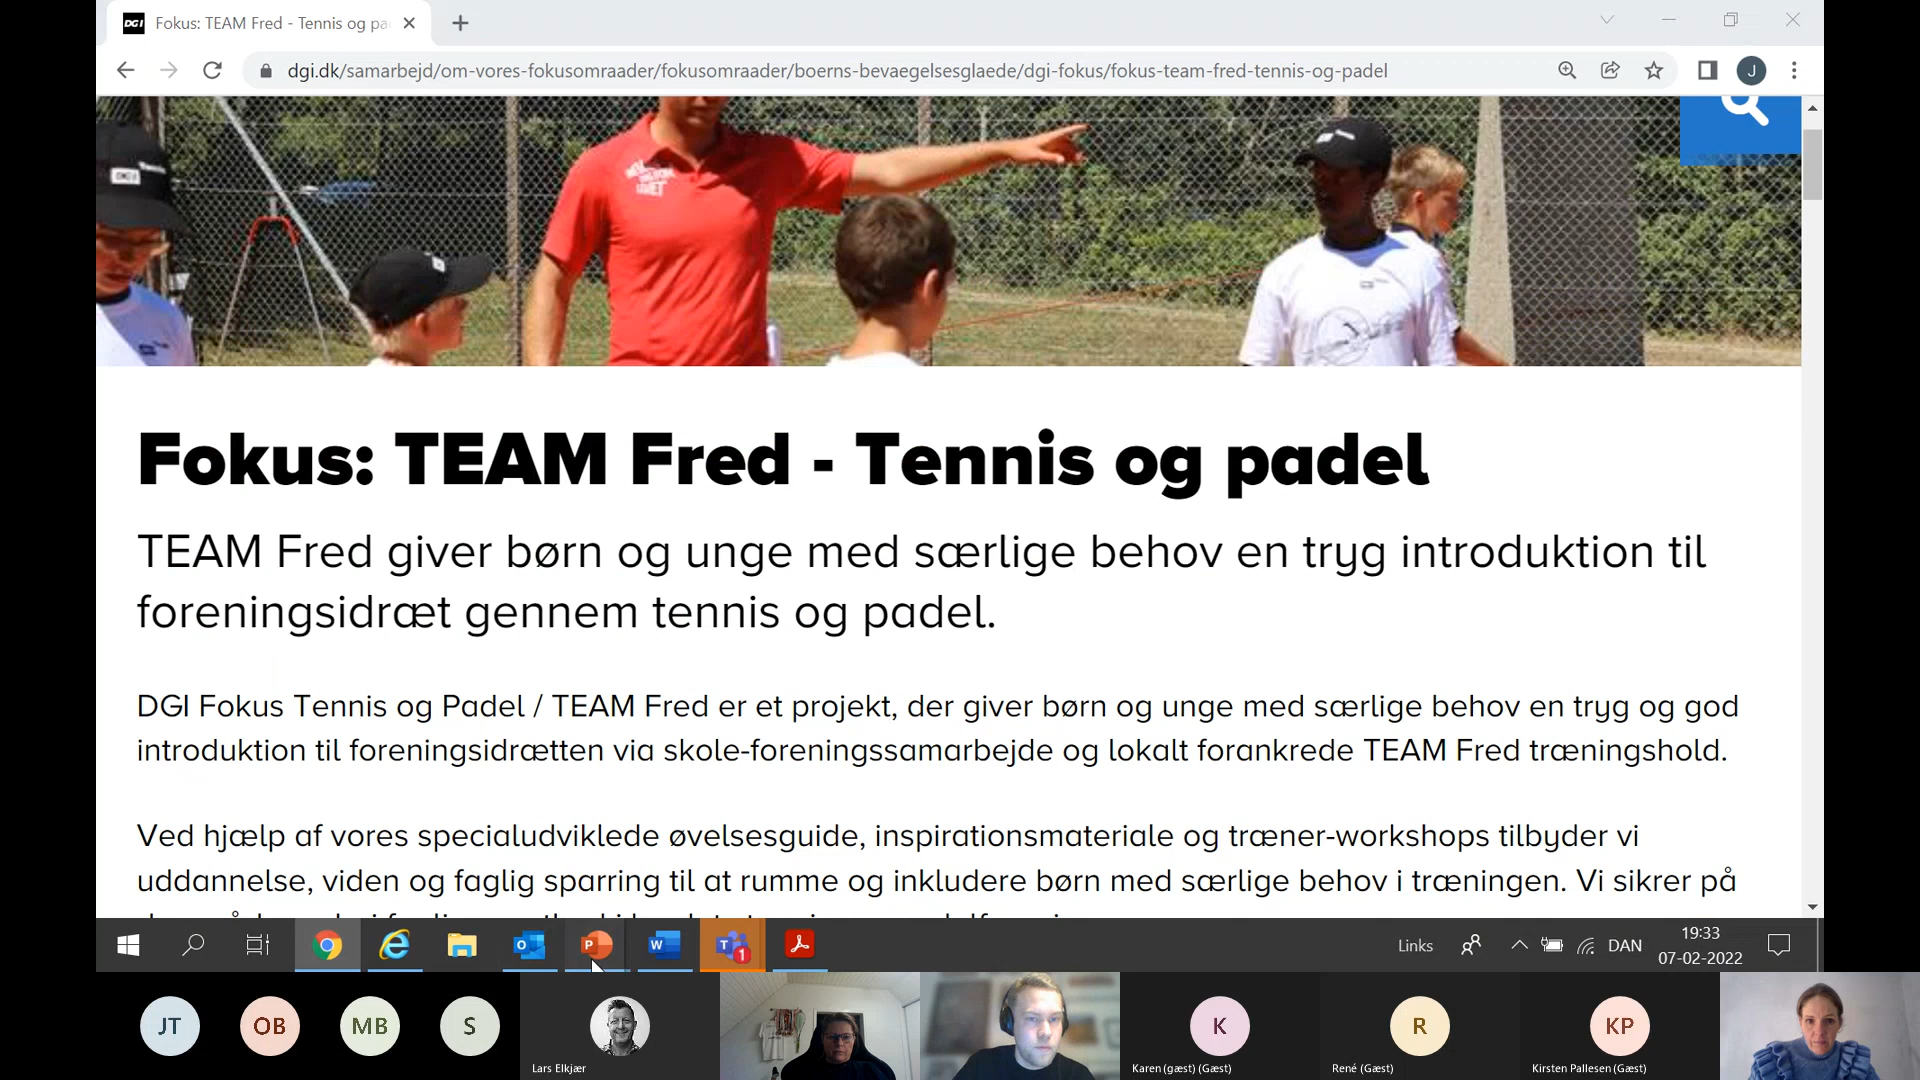 DGI Fokus: TEAM Fred - Tennis og pa
dgi.dk/samarbejd/om-vores-fokusomraader/fokusomraader/boerns-bevaegelsesglaede/dgi-fokus/fokus-team-fred-tennis-og-padel
J
Fokus: TEAM Fred - Tennis og padel
TEAM Fred giver børn og unge med særlige behov en tryg introduktion til
foreningsidræt gennem tennis og padel.
DGI Fokus Tennis og Padel / TEAM Fred er et projekt, der giver børn og unge med særlige behov en tryg og god
introduktion til foreningsidrætten via skole-foreningssamarbejde og lokalt forankrede TEAM Fred træningshold.
Ved hjælp af vores specialudviklede øvelsesguide, inspirationsmateriale og træner-workshops tilbyder vi
uddannelse, viden og faglig sparring til at rumme og inkludere børn med særlige behov i træningen. Vi sikrer på
Links DAN 19:33
07-02-2022
JT OB MB S K R KP
Lars Elkjær Karen (gæst) (Gæst) René (Gæst) Kirsten Pallesen (Gæst)